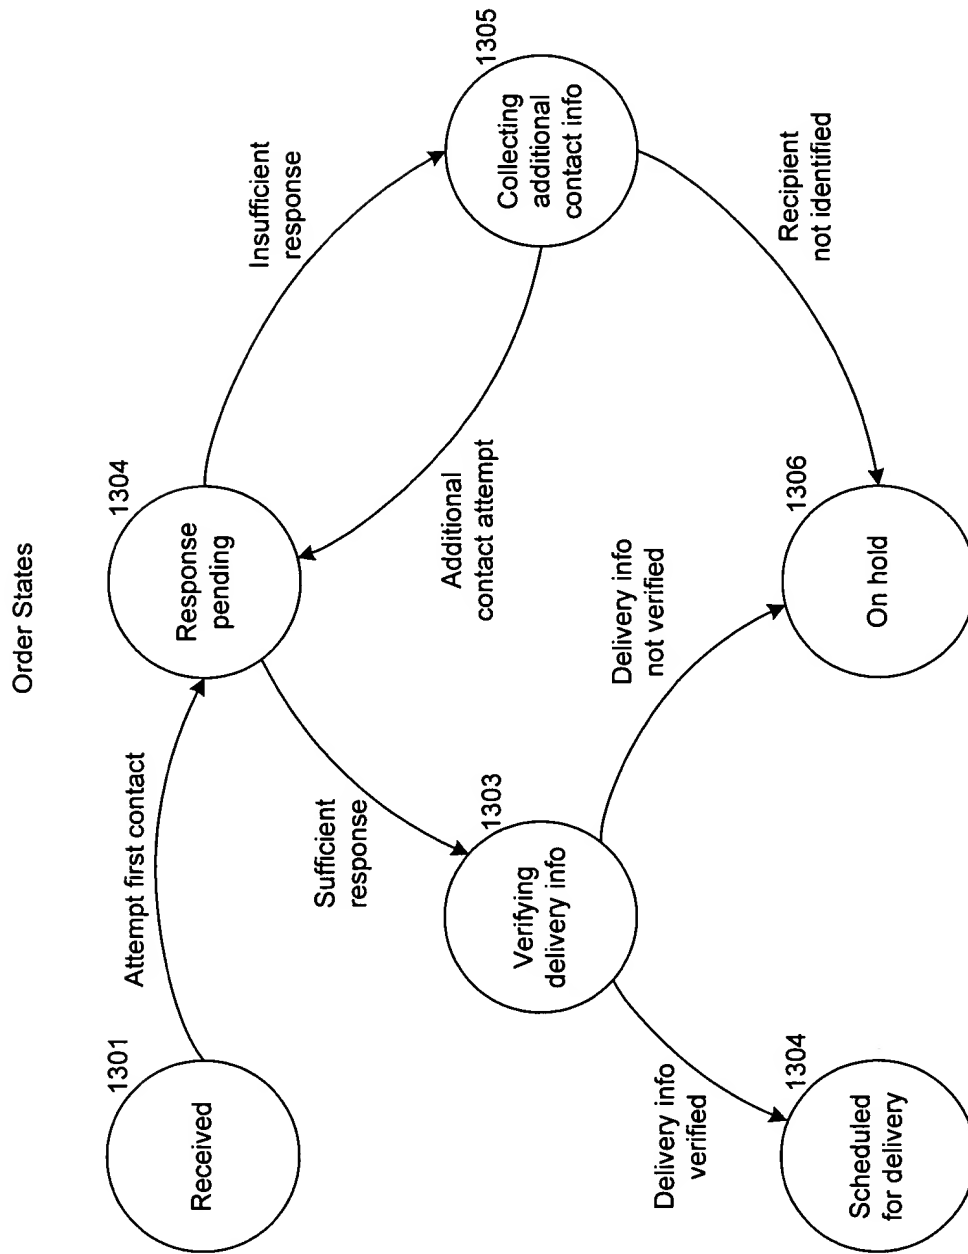 Order States
1301
Received
Attempt first contact
1304
Response
pending
Insufficient
response
1305
Collecting
additional
contact info
Sufficient
response
Additional
contact attempt
1303
Verifying
delivery info
Delivery info
not verified
Recipient
not identified
Delivery info
verified
1304
Scheduled
for delivery
1306
On hold